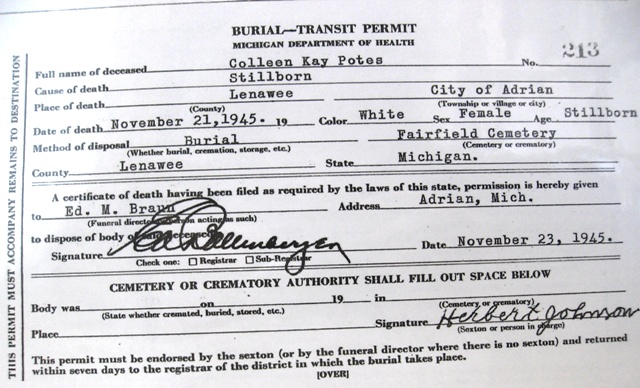 BURIAL—TRANSIT PERMIT
MICHIGAN DEPARTMENT OF HEALTH
Full name of deceased Colleen Kay Potes No. 213
Cause of death Stillborn
Place of death Lenawee City of Adrian
(County) (Township or village or city)
Date of death November 21,1945. 19 Color White Sex Female Age Stillborn
Method of disposal Burial Fairfield Cemetery
(Whether burial, cremation, storage, etc.) (Cemetery or crematory)
County Lenawee State Michigan.
A certificate of death having been filed as required by the laws of this state, permission is hereby given
to Ed. M. Braun Address Adrian, Mich.
(Funeral director or person acting as such)
to dispose of body of said deceased.
Signature Date November 23, 1945.
Check one: ☐ Registrar ☐ Sub-Registrar
CEMETERY OR CREMATORY AUTHORITY SHALL FILL OUT SPACE BELOW
Body was on 19 in
(State whether cremated, buried, stored, etc.) (Cemetery or crematory)
Place Signature Herbert Johnson
(Sexton or person in charge)
This permit must be endorsed by the sexton (or by the funeral director where there is no sexton) and returned
within seven days to the registrar of the district in which the burial takes place.
[OVER]
THIS PERMIT MUST ACCOMPANY REMAINS TO DESTINATION